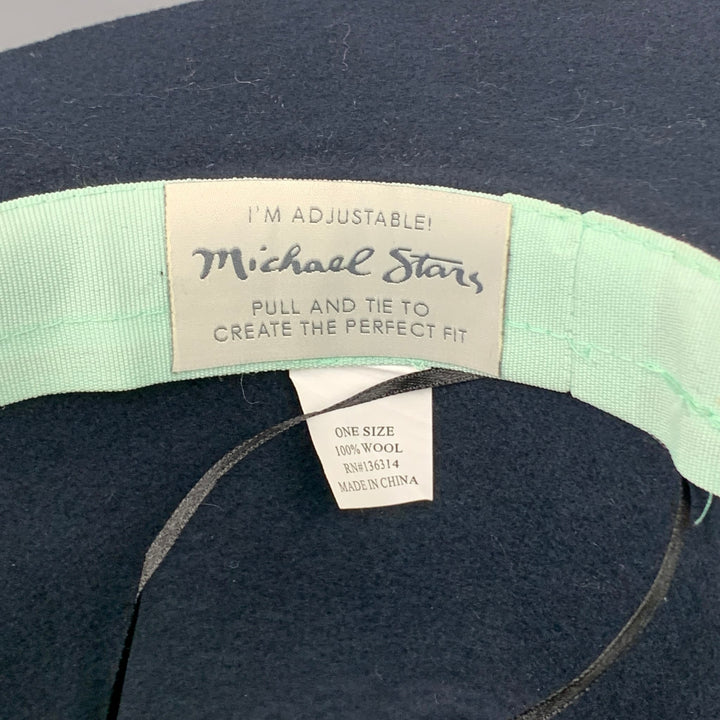 I'M ADJUSTABLE!
Michael Stars
PULL AND TIE TO
CREATE THE PERFECT FIT
ONE SIZE
100% WOOL
RN#136314
MADE IN CHINA